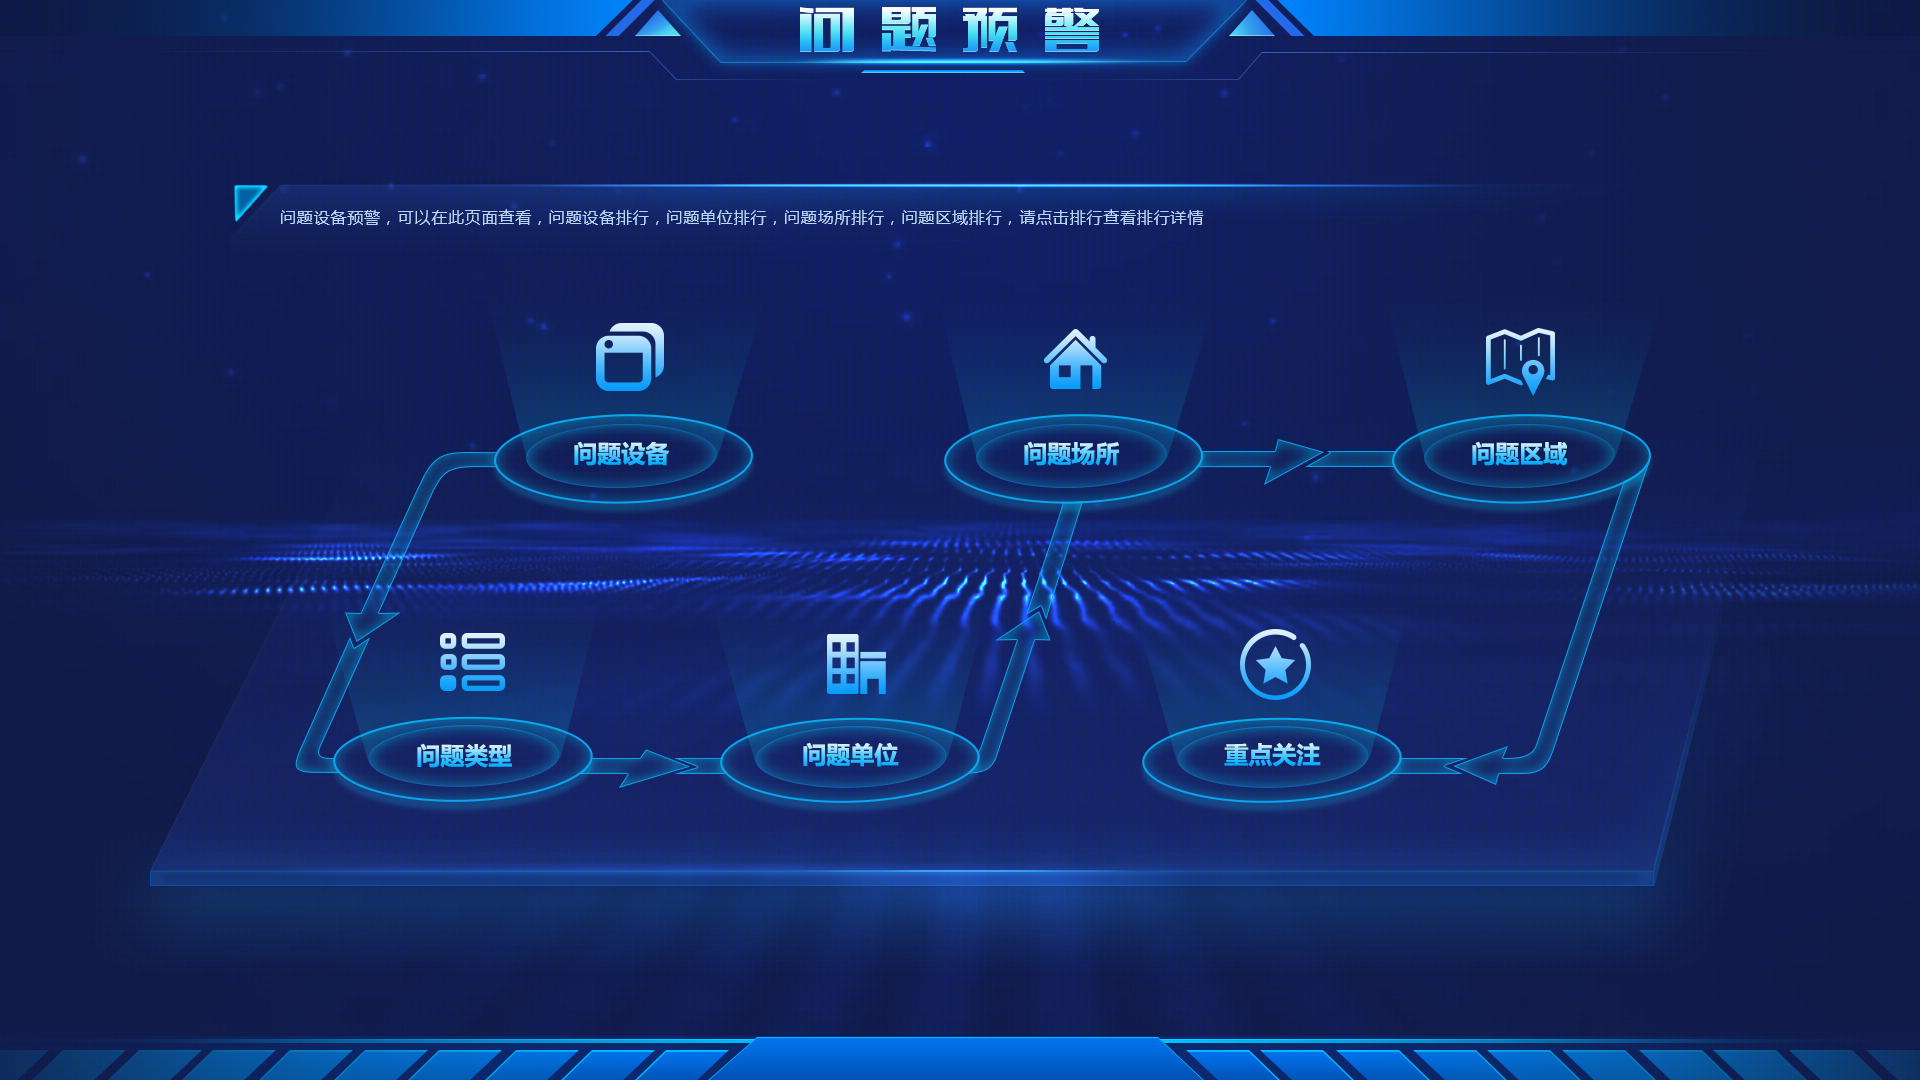 问题预警
问题设备预警，可以在此页面查看，问题设备排行，问题单位排行，问题场所排行，问题区域排行，请点击排行查看排行详情
问题设备
问题场所
问题区域
问题类型
问题单位
重点关注